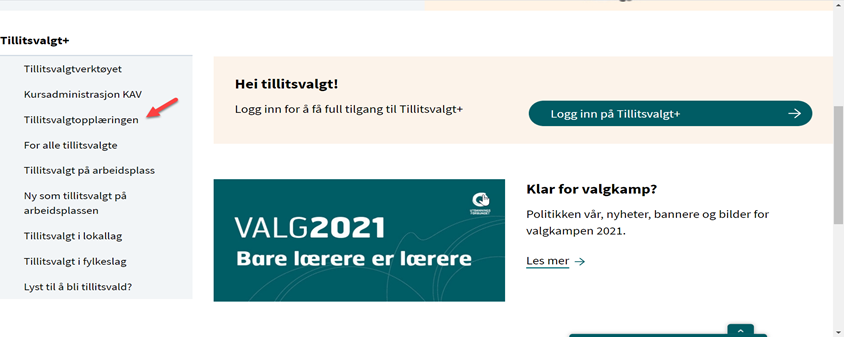 Tillitsvalgt+
Tillitsvalgtverktøyet
Kursadministrasjon KAV
Tillitsvalgtopplæringen
For alle tillitsvalgte
Tillitsvalgt på arbeidsplass
Ny som tillitsvalgt på
arbeidsplassen
Tillitsvalgt i lokallag
Tillitsvalgt i fylkeslag
Lyst til å bli tillitsvald?
Hei tillitsvalgt!
Logg inn for å få full tilgang til Tillitsvalgt+
Logg inn på Tillitsvalgt+
VALG2021
Bare lærere er lærere
Klar for valgkamp?
Politikken vår, nyheter, bannere og bilder for
valgkampen 2021.
Les mer